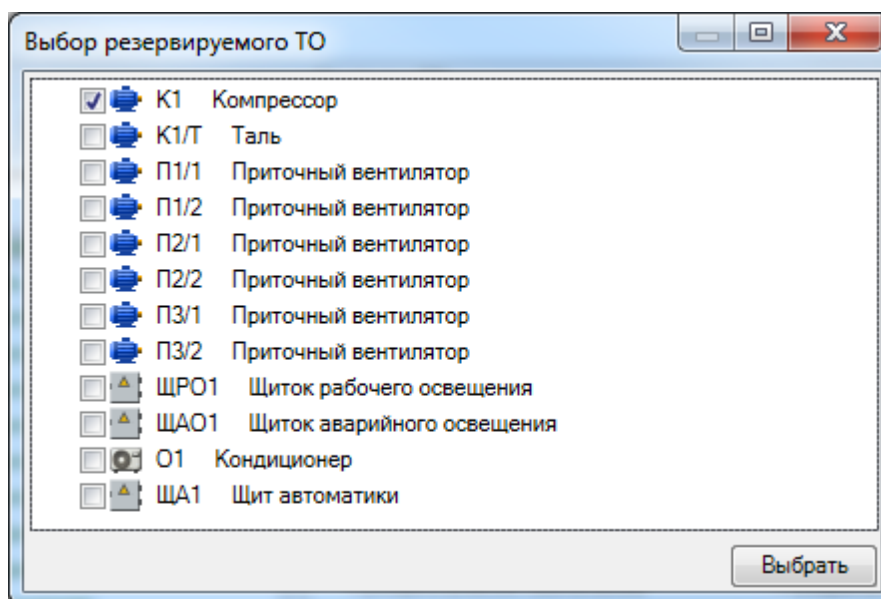 Выбор резервируемого ТО
К1 Компрессор
К1/Т Таль
П1/1 Приточный вентилятор
П1/2 Приточный вентилятор
П2/1 Приточный вентилятор
П2/2 Приточный вентилятор
П3/1 Приточный вентилятор
П3/2 Приточный вентилятор
ЩРО1 Щиток рабочего освещения
ЩАО1 Щиток аварийного освещения
О1 Кондиционер
ЩА1 Щит автоматики
Выбрать